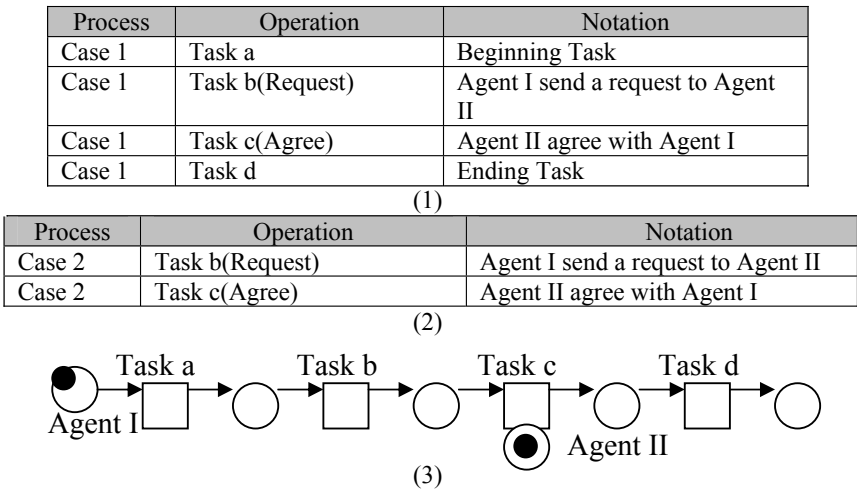 Process Operation Notation
Case 1 Task a Beginning Task
Case 1 Task b(Request) Agent I send a request to Agent
II
Case 1 Task c(Agree) Agent II agree with Agent I
Case 1 Task d Ending Task
(1)
Process Operation Notation
Case 2 Task b(Request) Agent I send a request to Agent II
Case 2 Task c(Agree) Agent II agree with Agent I
(2)
Task a Task b Task c Task d
Agent I
Agent II
(3)